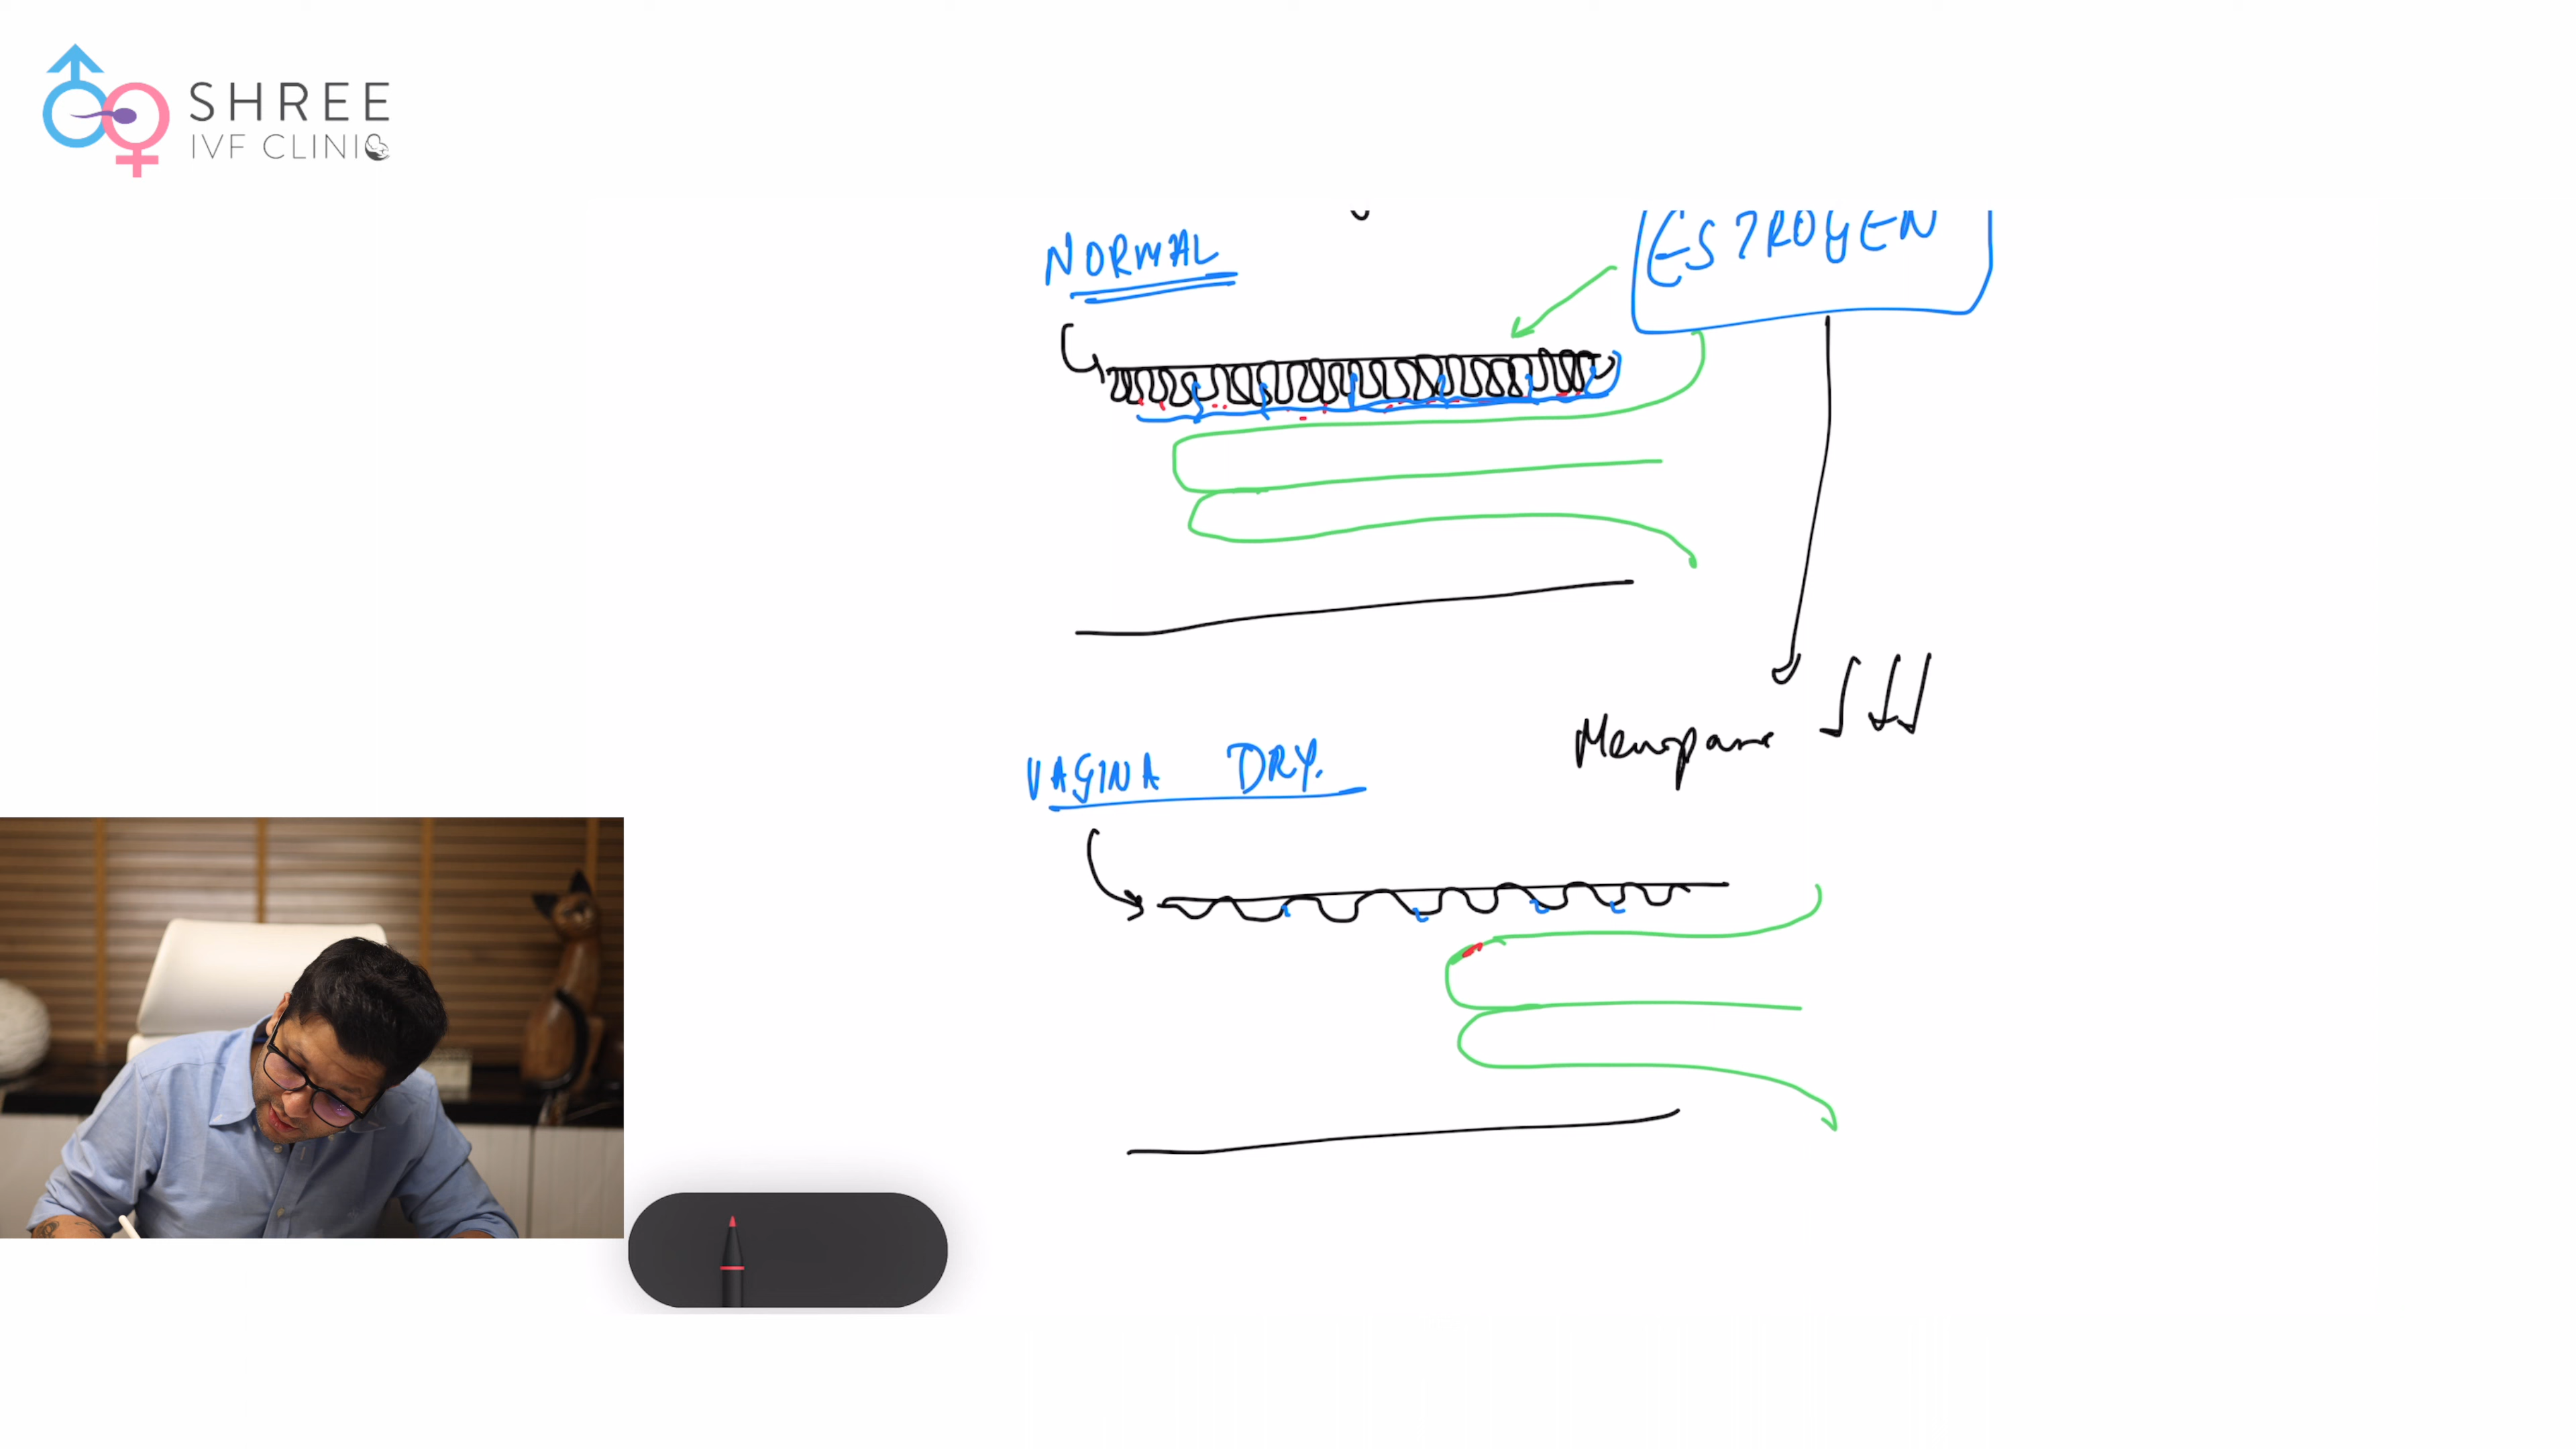 SHREE
IVF CLINIC
NORMAL
ESTROGEN
Menopause
VAGINA DRY.